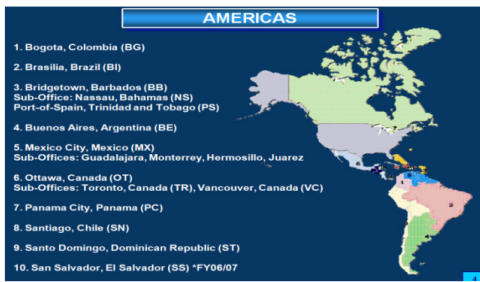 AMERICAS
1. Bogota, Colombia (BG)
2. Brasilia, Brazil (BI)
3. Bridgetown, Barbados (BB)
Sub-Office: Nassau, Bahamas (NS)
Port-of-Spain, Trinidad and Tobago (PS)
4. Buenos Aires, Argentina (BE)
5. Mexico City, Mexico (MX)
Sub-Offices: Guadalajara, Monterrey, Hermosillo, Juarez
6. Ottawa, Canada (OT)
Sub-Offices: Toronto, Canada (TR), Vancouver, Canada (VC)
7. Panama City, Panama (PC)
8. Santiago, Chile (SN)
9. Santo Domingo, Dominican Republic (ST)
10. San Salvador, El Salvador (SS) *FY06/07